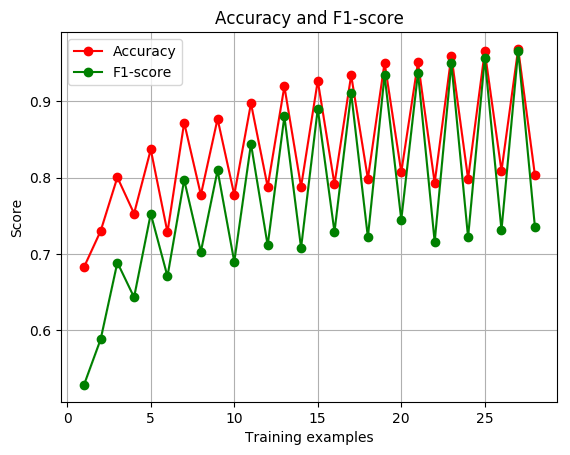 Accuracy and F1-score
Accuracy
F1-score
0.9
0.8
0.7
0.6
Score
0
5
10
15
20
25
Training examples